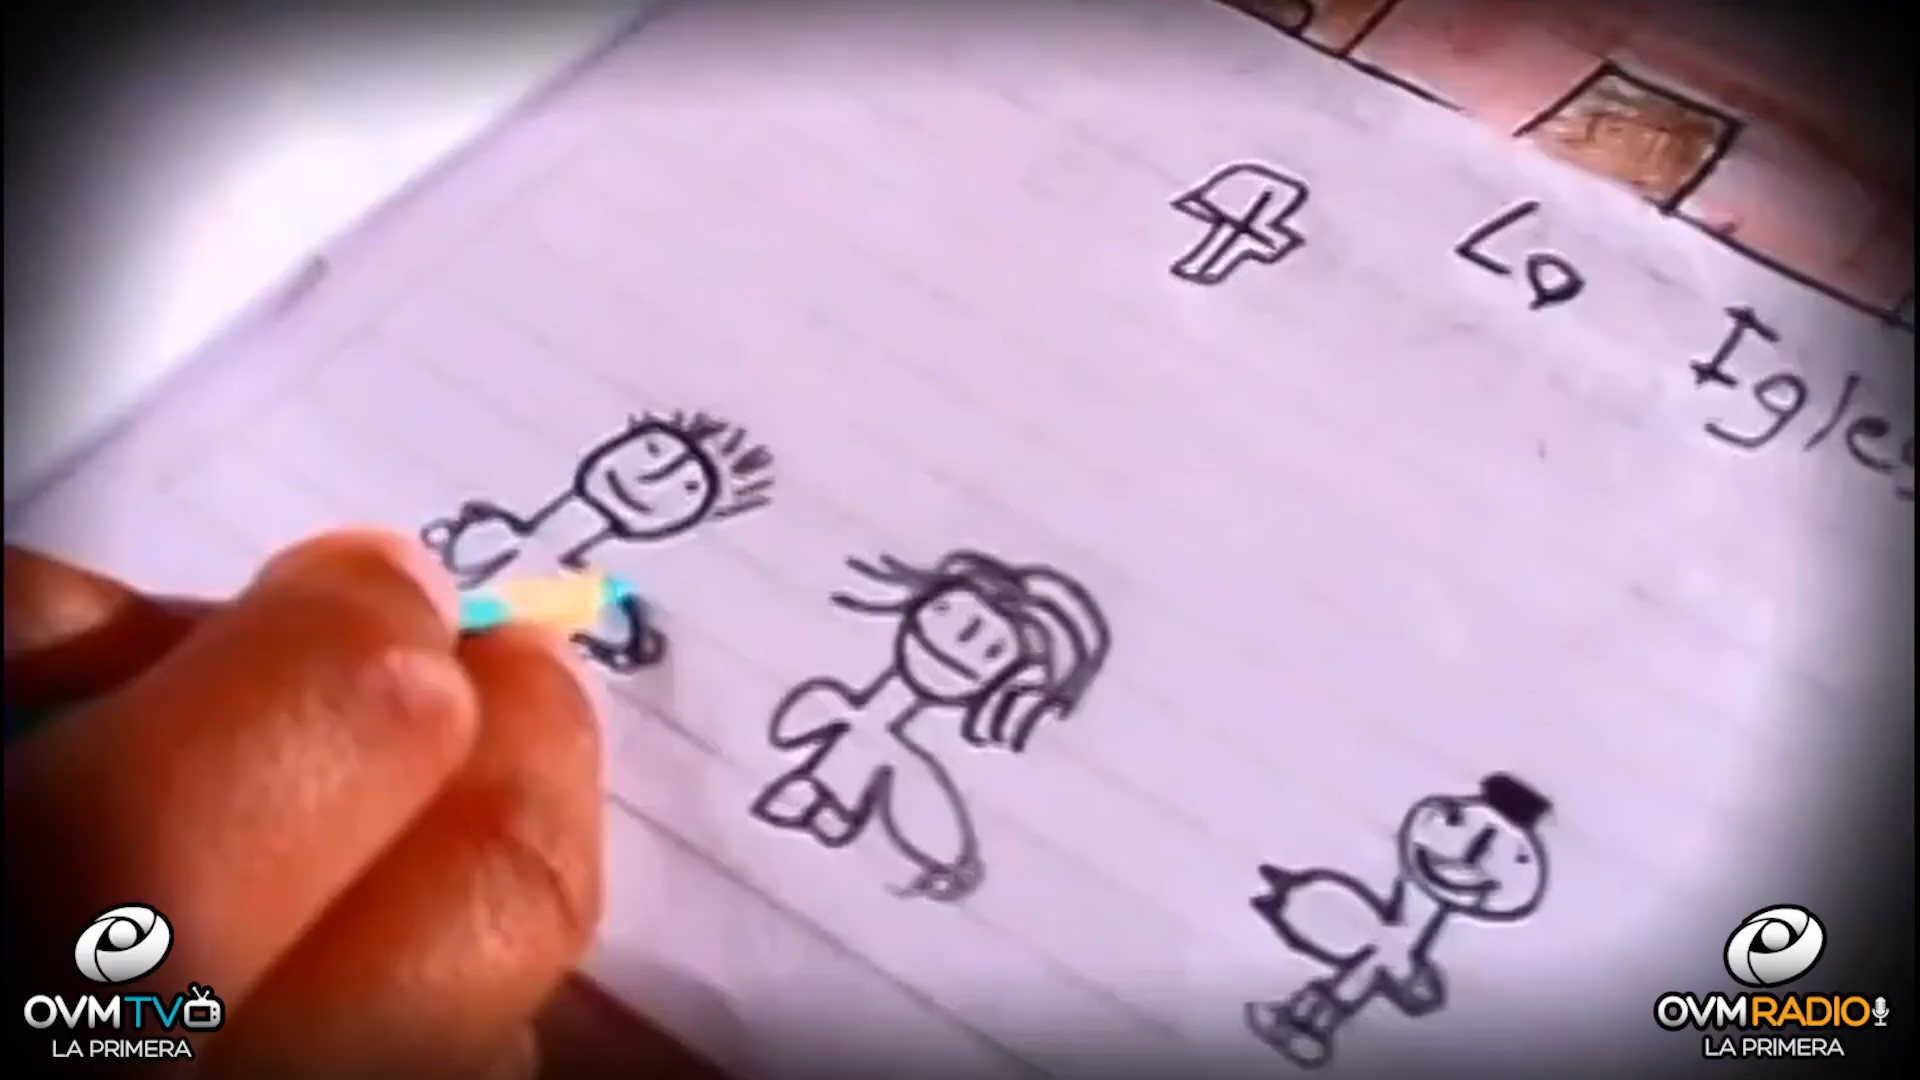 La Igles
OVMTV
LA PRIMERA
OVMRADIO
LA PRIMERA